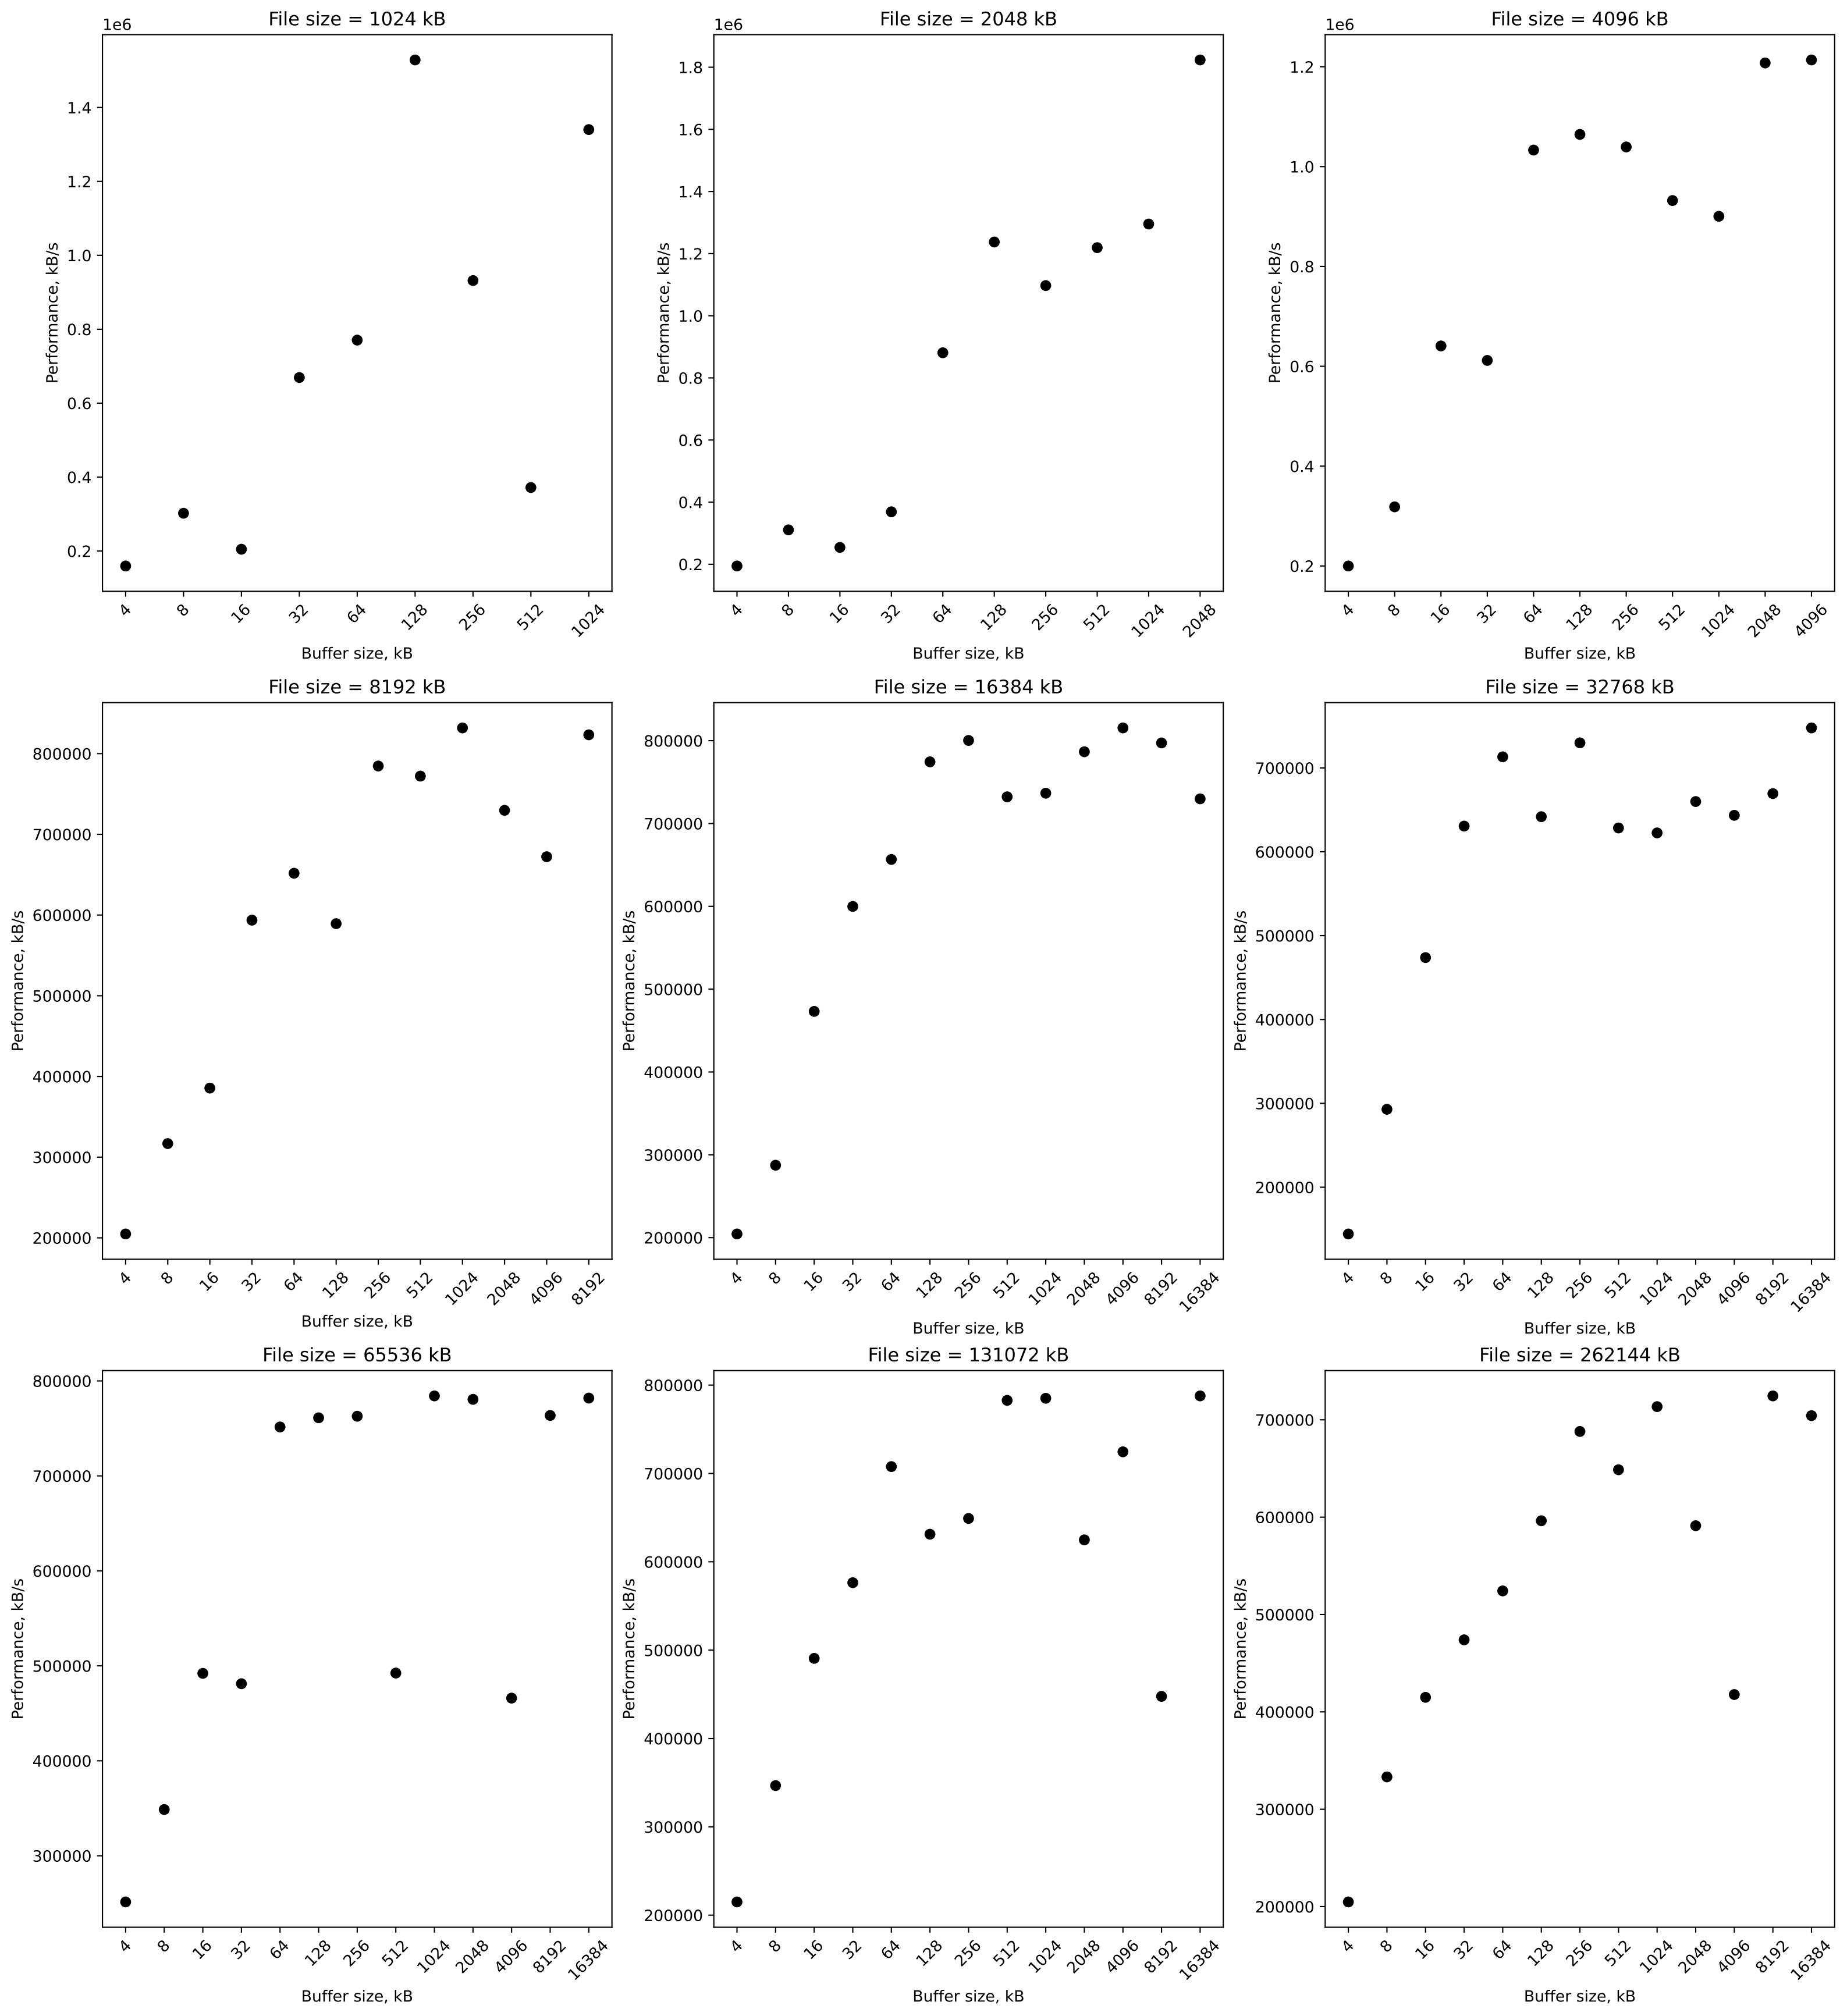 File size = 1024 kB
1e6
1.4
1.2
1.0
0.8
0.6
0.4
0.2
Performance, kB/s
4 8 16 32 64 128 256 512 1024
Buffer size, kB
File size = 2048 kB
1e6
1.8
1.6
1.4
1.2
1.0
0.8
0.6
0.4
0.2
Performance, kB/s
4 8 16 32 64 128 256 512 1024 2048
Buffer size, kB
File size = 4096 kB
1e6
1.2
1.0
0.8
0.6
0.4
0.2
Performance, kB/s
4 8 16 32 64 128 256 512 1024 2048 4096
Buffer size, kB
File size = 8192 kB
800000
700000
600000
500000
400000
300000
200000
Performance, kB/s
4 8 16 32 64 128 256 512 1024 2048 4096 8192
Buffer size, kB
File size = 16384 kB
800000
700000
600000
500000
400000
300000
200000
Performance, kB/s
4 8 16 32 64 128 256 512 1024 2048 4096 8192 16384
Buffer size, kB
File size = 32768 kB
700000
600000
500000
400000
300000
200000
Performance, kB/s
4 8 16 32 64 128 256 512 1024 2048 4096 8192 16384
Buffer size, kB
File size = 65536 kB
800000
700000
600000
500000
400000
300000
Performance, kB/s
4 8 16 32 64 128 256 512 1024 2048 4096 8192 16384
Buffer size, kB
File size = 131072 kB
800000
700000
600000
500000
400000
300000
200000
Performance, kB/s
4 8 16 32 64 128 256 512 1024 2048 4096 8192 16384
Buffer size, kB
File size = 262144 kB
700000
600000
500000
400000
300000
200000
Performance, kB/s
4 8 16 32 64 128 256 512 1024 2048 4096 8192 16384
Buffer size, kB